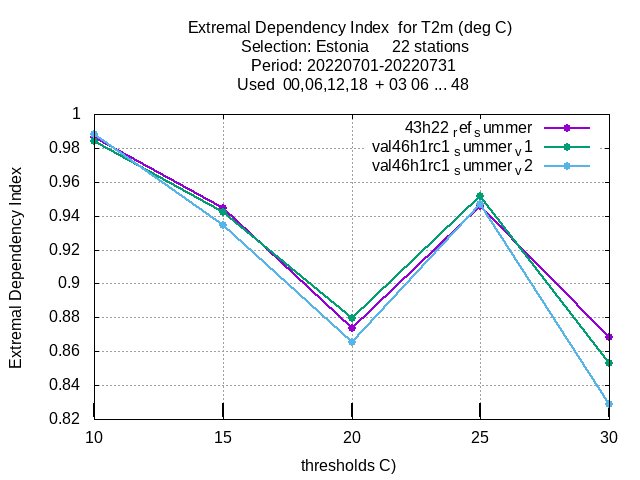 Extremal Dependency Index for T2m (deg C)
Selection: Estonia 22 stations
Period: 20220701-20220731
Used 00,06,12,18 + 03 06 ... 48
43h22 ref summer
val46h1rc1 summer v1
val46h1rc1 summer v2
Extremal Dependency Index
1
0.98
0.96
0.94
0.92
0.9
0.88
0.86
0.84
0.82
10 15 20 25 30
thresholds C)